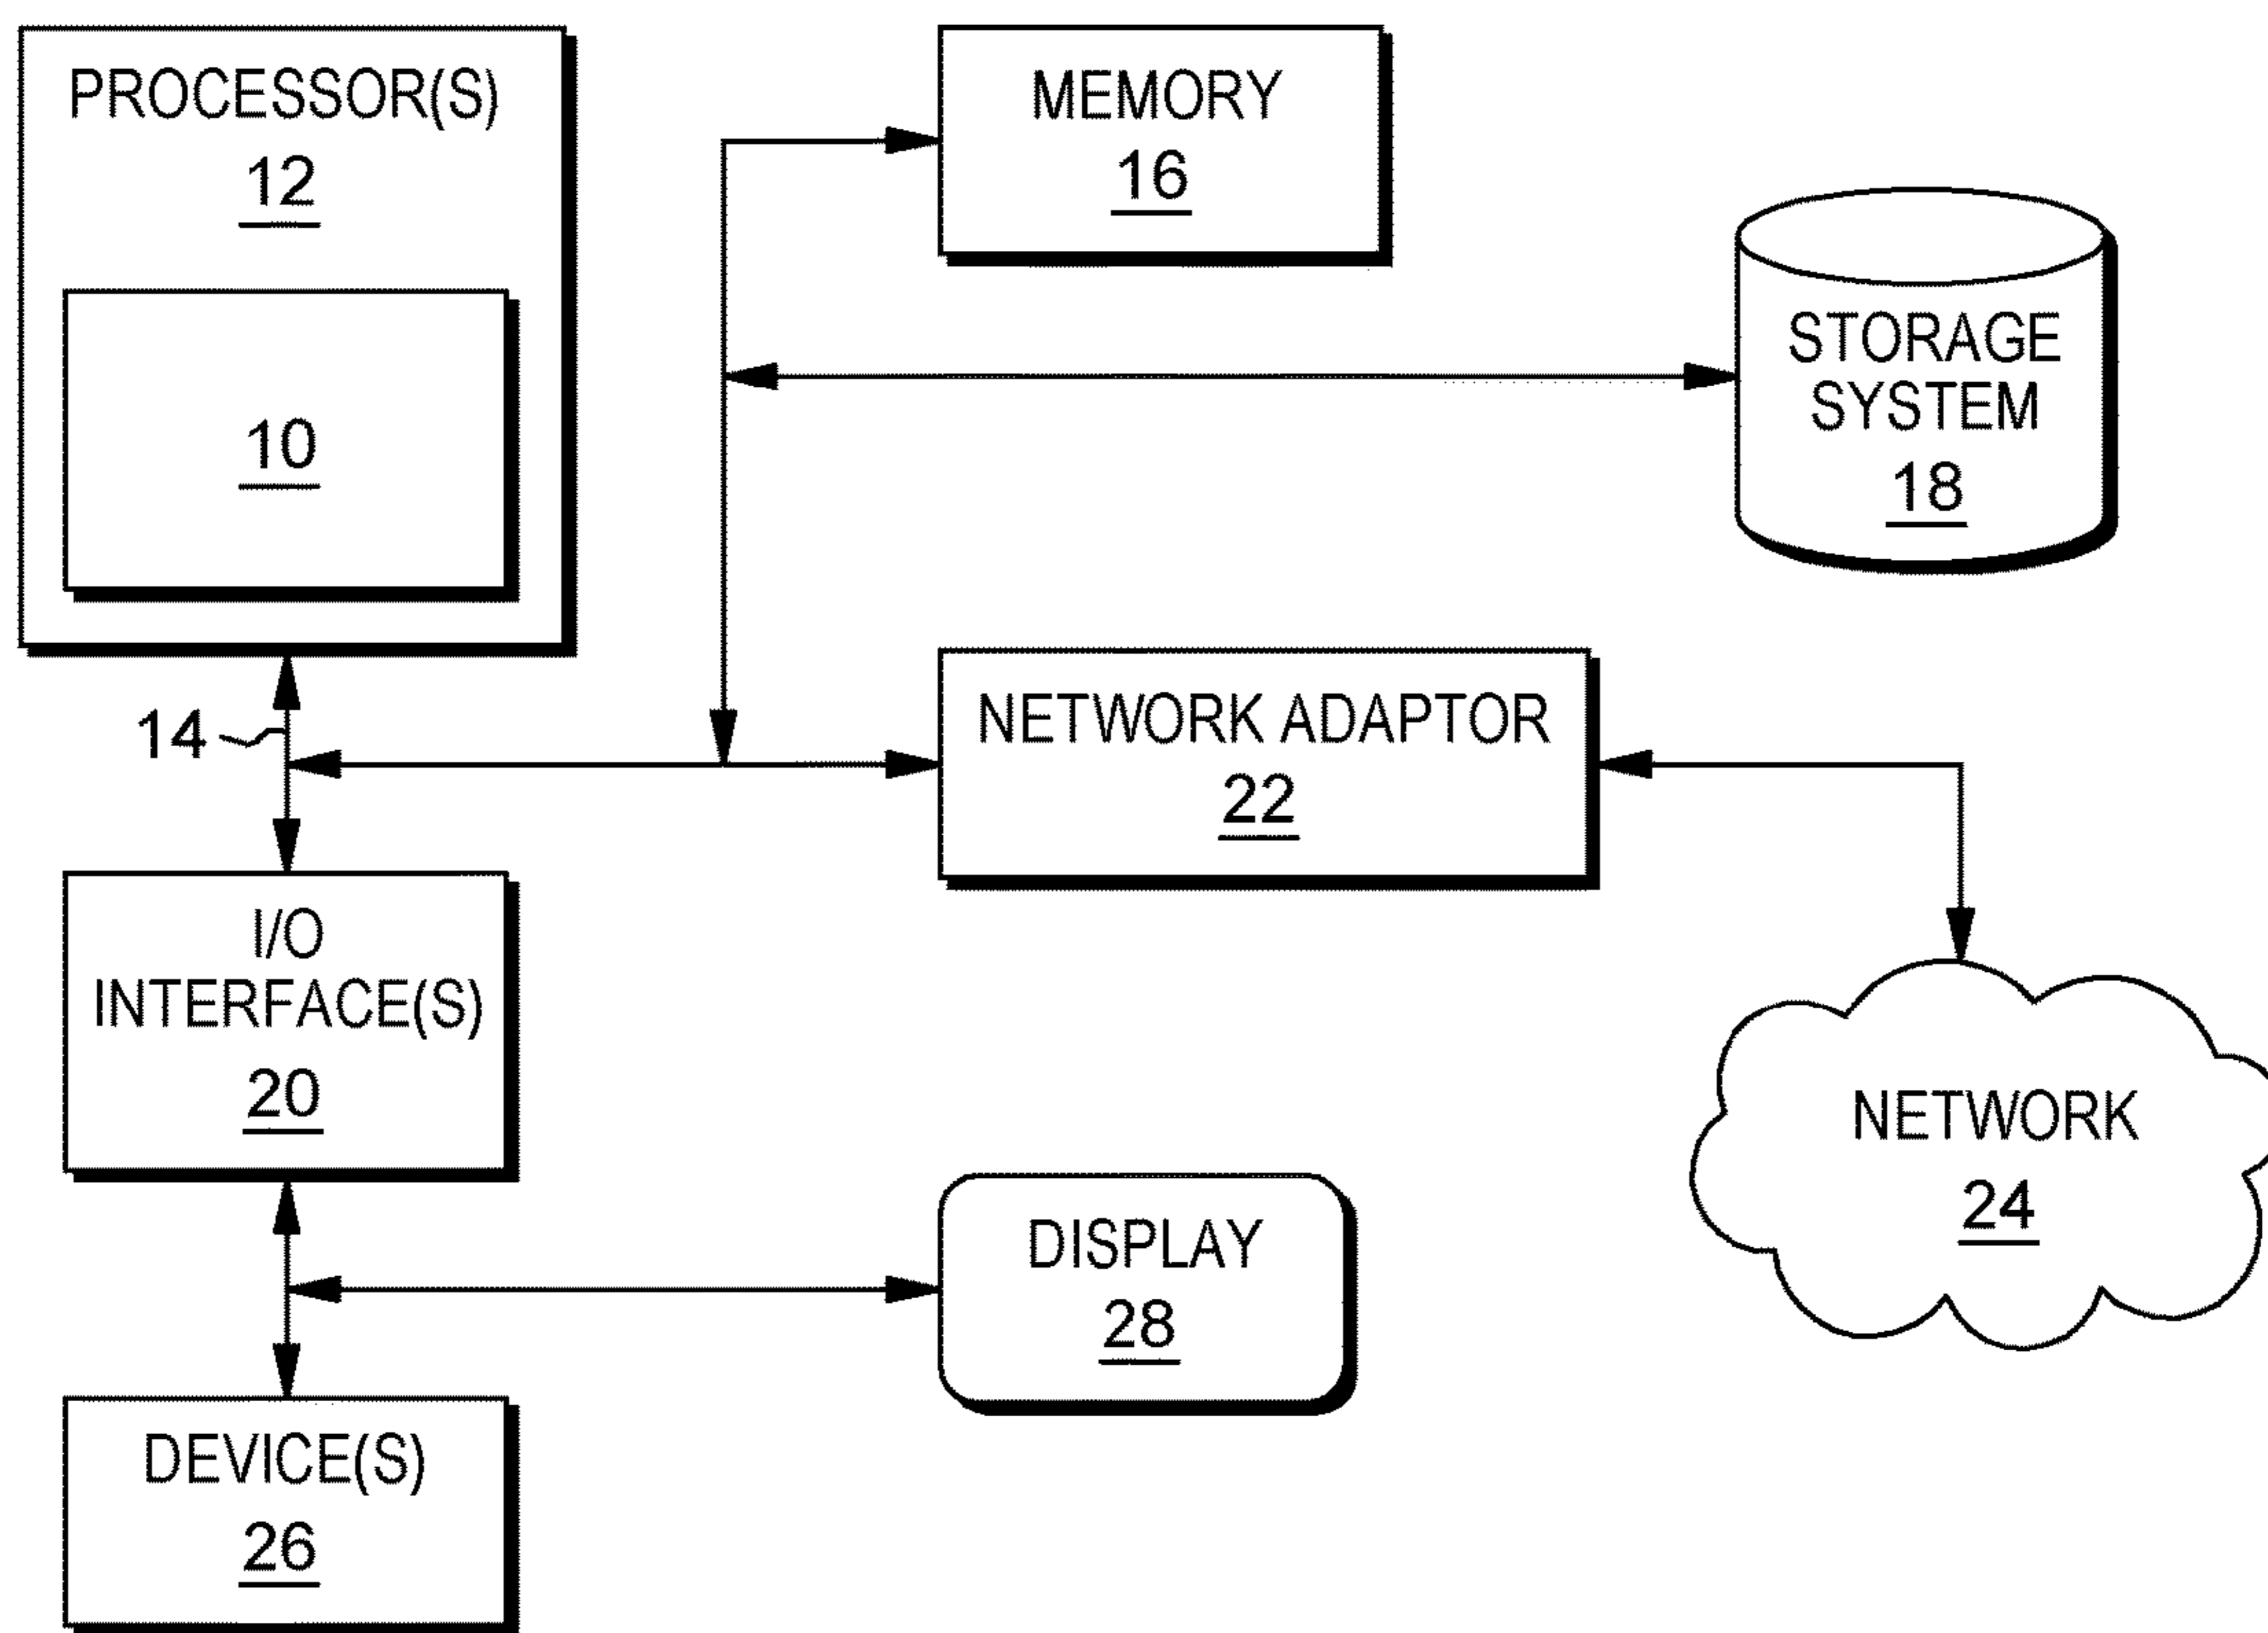 PROCESSOR(S)
12
10
MEMORY
16
STORAGE
SYSTEM
18
14
NETWORK ADAPTOR
22
I/O
INTERFACE(S)
20
NETWORK
24
DISPLAY
28
DEVICE(S)
26